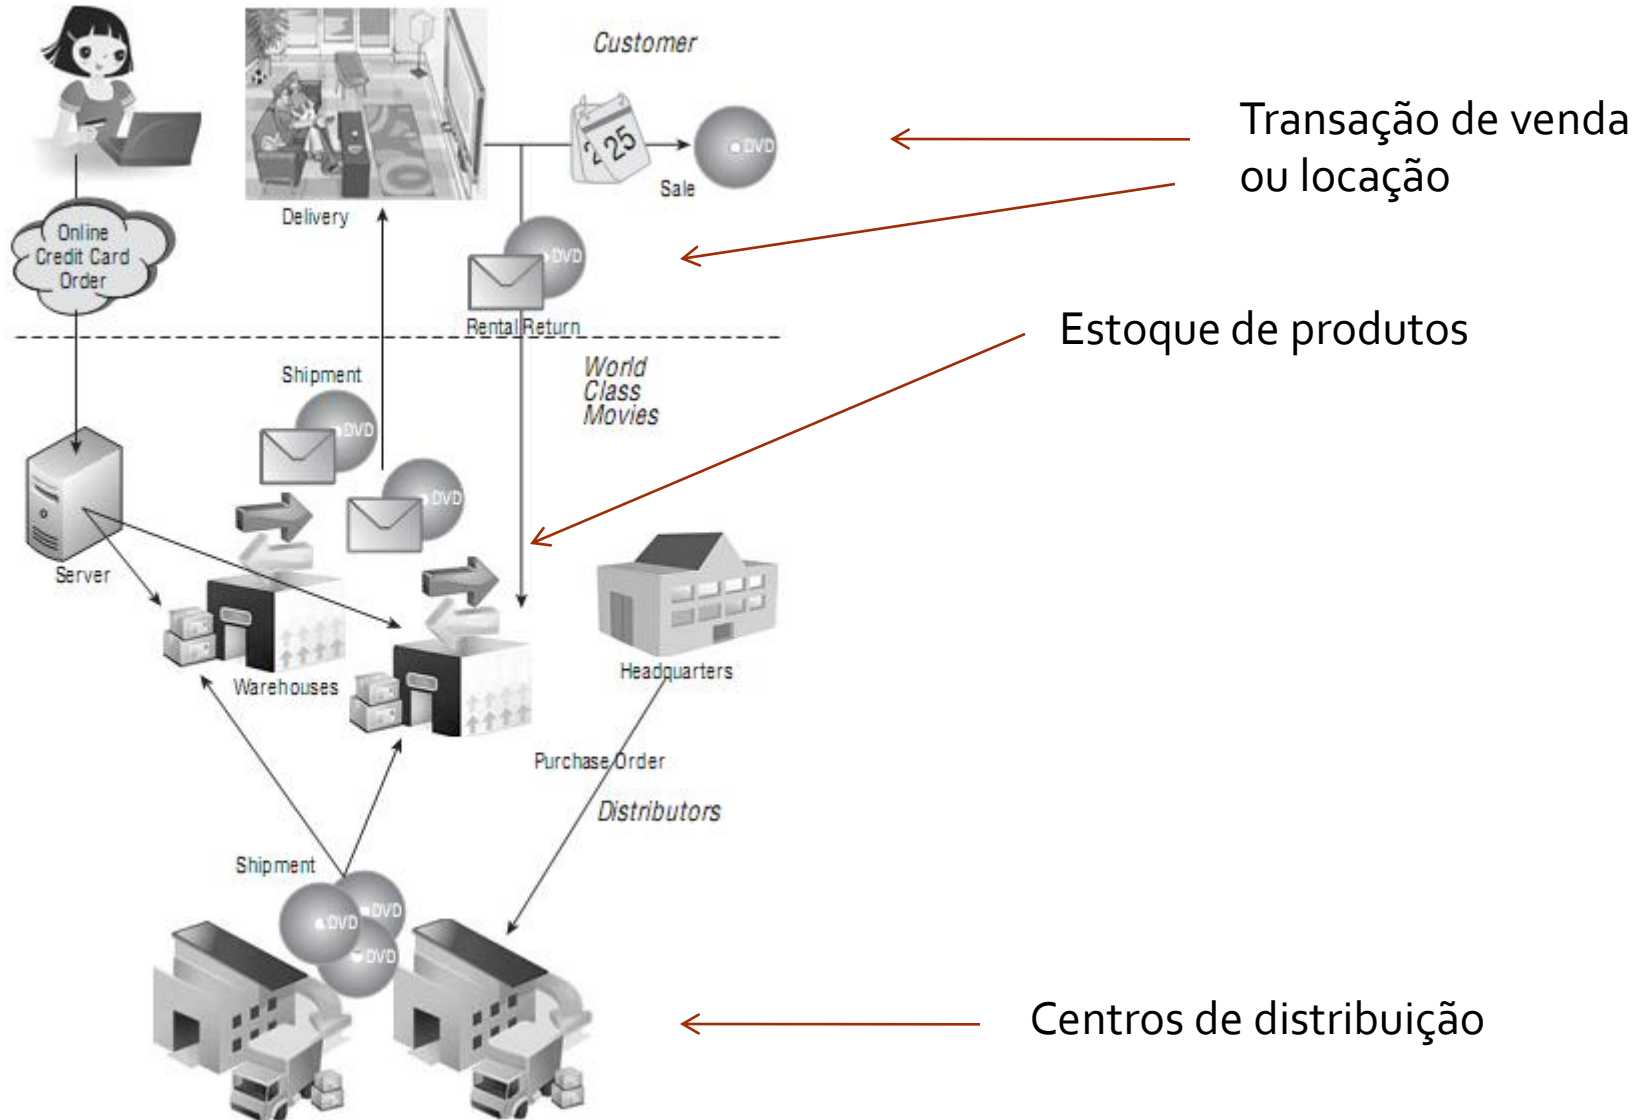 Customer
Transação de venda
ou locação
25
DVD
Sale
Delivery
Online
Credit Card
Order
DVD
Rental Return
Estoque de produtos
World
Class
Movies
Shipment
DVD
DVD
Server
Warehouses
Headquarters
Purchase Order
Distributors
Shipment
DVD
DVD
DVD
Centros de distribuição